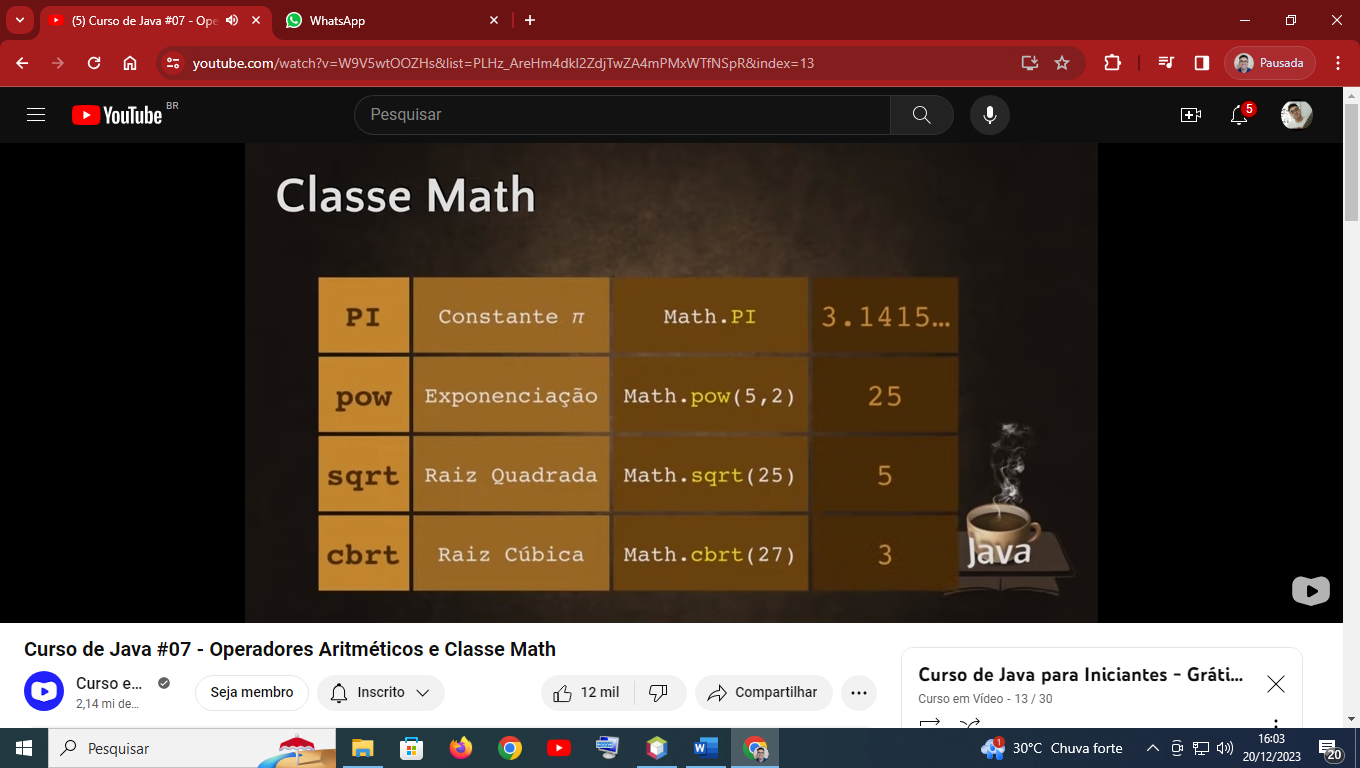 (5) Curso de Java #07 - Ope
WhatsApp
youtube.com/watch?v=W9V5wtOOZHs&list=PLHz_AreHm4dkI2ZdjTwZA4mPMxWTfNSpR&index=13
Pausada
YouTube BR
Pesquisar
5
Classe Math
PI Constante π Math.PI 3.1415…
pow Exponenciação Math.pow(5,2) 25
sqrt Raiz Quadrada Math.sqrt(25) 5
cbrt Raiz Cúbica Math.cbrt(27) 3
Java
Curso de Java #07 - Operadores Aritméticos e Classe Math
Curso e...
2,14 mi de...
Seja membro
Inscrito
12 mil
Compartilhar
Curso de Java para Iniciantes - Gráti...
Curso em Vídeo - 13 / 30
Pesquisar
1
30°C Chuva forte
16:03
20/12/2023
20